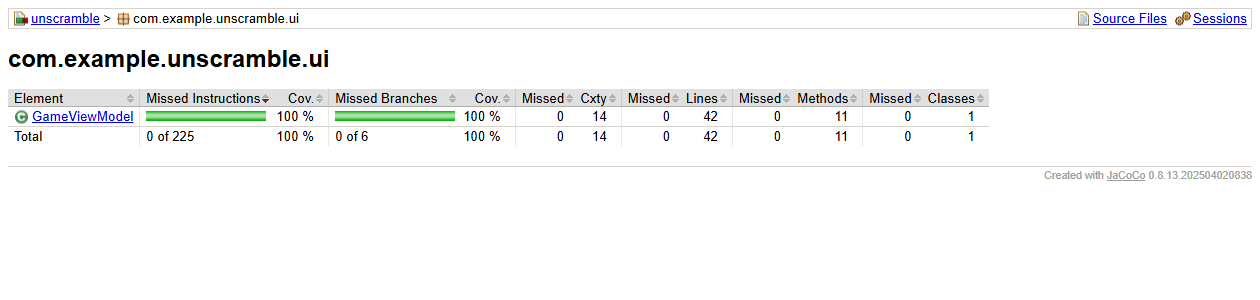 unscramble > com.example.unscramble.ui Source Files Sessions
com.example.unscramble.ui
Element Missed Instructions Cov. Missed Branches Cov. Missed Cxty Missed Lines Missed Methods Missed Classes
C GameViewModel 100 % 100 % 0 14 0 42 0 11 0 1
Total 0 of 225 100 % 0 of 6 100 % 0 14 0 42 0 11 0 1
Created with JaCoCo 0.8.13.202504020838